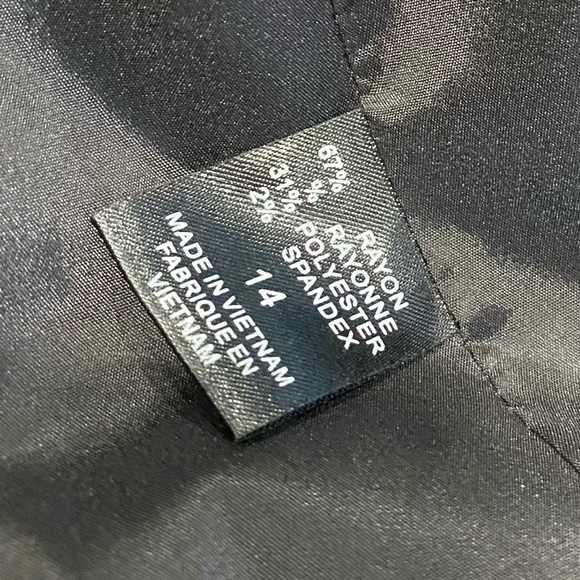 67% RAYON
% RAYONNE
31% POLYESTER
2% SPANDEX
14
MADE IN VIETNAM
FABRIQUE EN
VIETNAM